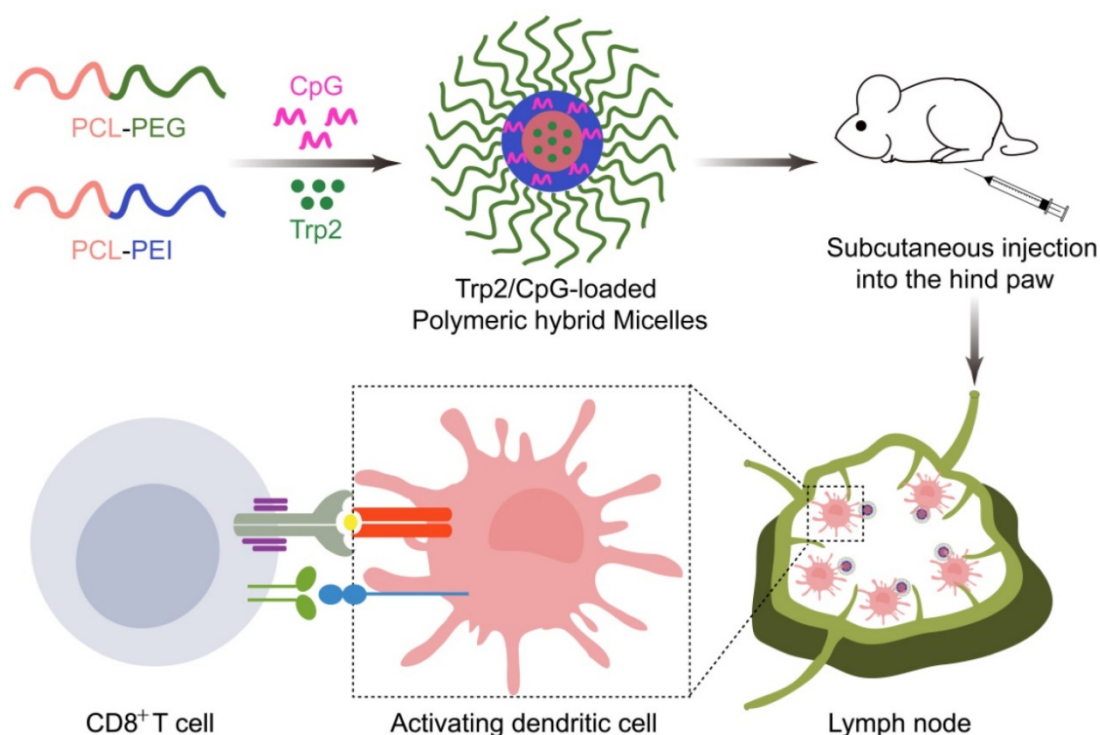 PCL-PEG
CpG
PCL-PEI
Trp2
Trp2/CpG-loaded
Polymeric hybrid Micelles
Subcutaneous injection
into the hind paw
CD8⁺ T cell
Activating dendritic cell
Lymph node